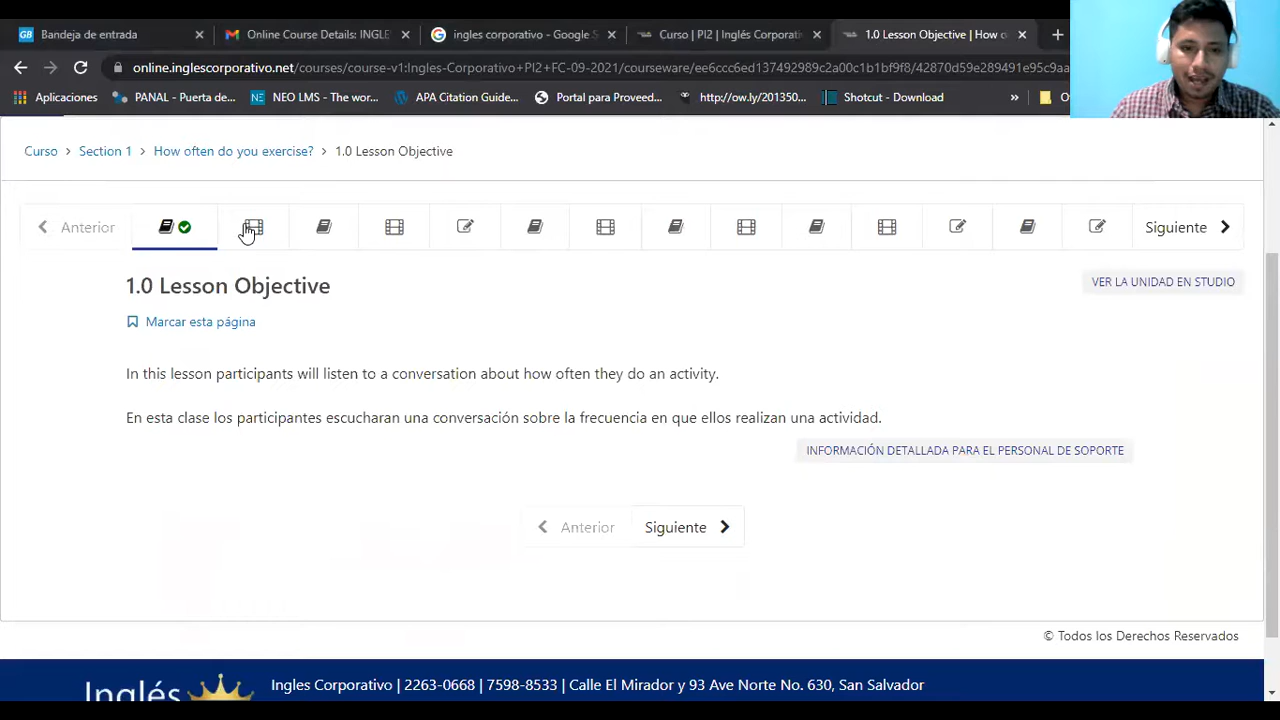 GB Bandeja de entrada
Online Course Details: INGLE
ingles corporativo - Google S
Curso | PI2 | Inglés Corporativ
1.0 Lesson Objective | How o
online.inglescorporativo.net/courses/course-v1:Ingles-Corporativo+PI2+FC-09-2021/courseware/ee6ccc6ed137492989c2a00c1b1bf9f8/42870d59e289491e95c9aa
Aplicaciones
PANAL - Puerta de...
NE NEO LMS - The wor...
APA Citation Guide...
Portal para Proveed...
http://ow.ly/201350...
Shotcut - Download
»
Curso > Section 1 > How often do you exercise? > 1.0 Lesson Objective
Anterior
Siguiente
1.0 Lesson Objective
VER LA UNIDAD EN STUDIO
Marcar esta página
In this lesson participants will listen to a conversation about how often they do an activity.
En esta clase los participantes escucharan una conversación sobre la frecuencia en que ellos realizan una actividad.
INFORMACIÓN DETALLADA PARA EL PERSONAL DE SOPORTE
Anterior
Siguiente
© Todos los Derechos Reservados
Inglés
Ingles Corporativo | 2263-0668 | 7598-8533 | Calle El Mirador y 93 Ave Norte No. 630, San Salvador